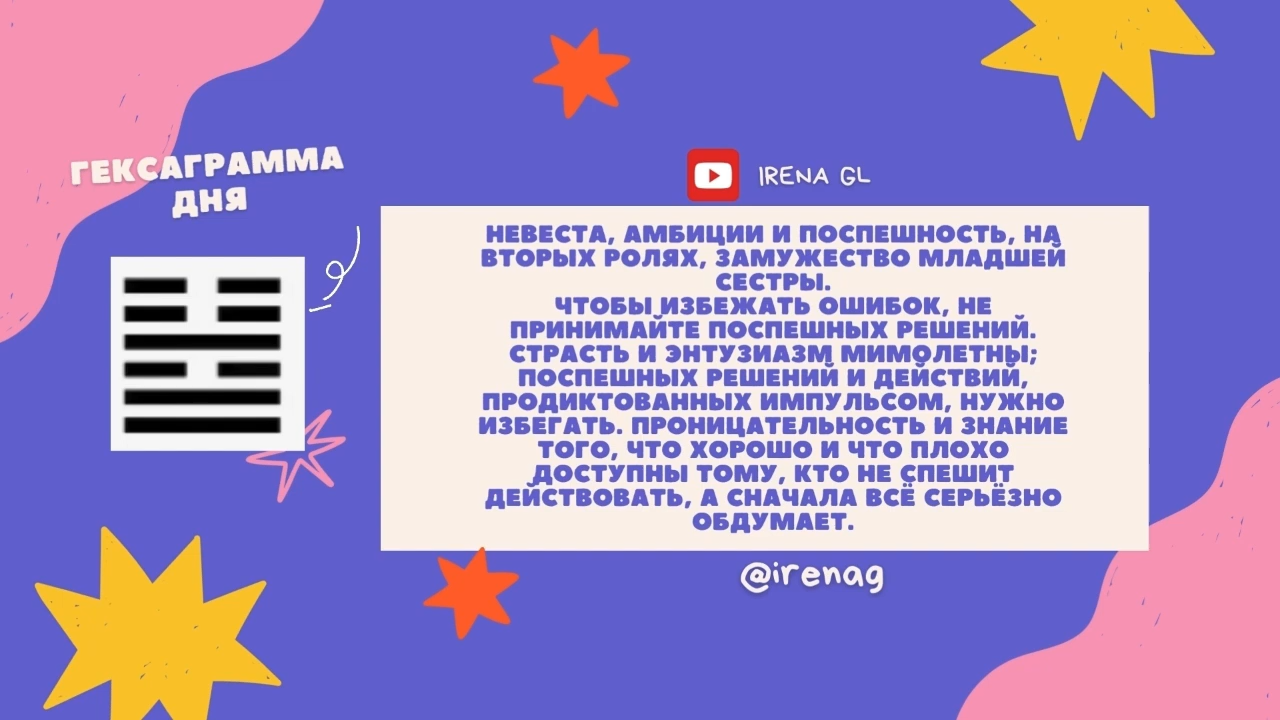 ГЕКСАГРАММА
ДНЯ
IRENA GL
НЕВЕСТА, АМБИЦИИ И ПОСПЕШНОСТЬ, НА
ВТОРЫХ РОЛЯХ, ЗАМУЖЕСТВО МЛАДШЕЙ
СЕСТРЫ.
ЧТОБЫ ИЗБЕЖАТЬ ОШИБОК, НЕ
ПРИНИМАЙТЕ ПОСПЕШНЫХ РЕШЕНИЙ.
СТРАСТЬ И ЭНТУЗИАЗМ МИМОЛЕТНЫ;
ПОСПЕШНЫХ РЕШЕНИЙ И ДЕЙСТВИЙ,
ПРОДИКТОВАННЫХ ИМПУЛЬСОМ, НУЖНО
ИЗБЕГАТЬ. ПРОНИЦАТЕЛЬНОСТЬ И ЗНАНИЕ
ТОГО, ЧТО ХОРОШО И ЧТО ПЛОХО
ДОСТУПНЫ ТОМУ, КТО НЕ СПЕШИТ
ДЕЙСТВОВАТЬ, А СНАЧАЛА ВСЁ СЕРЬЁЗНО
ОБДУМАЕТ.
@irenag